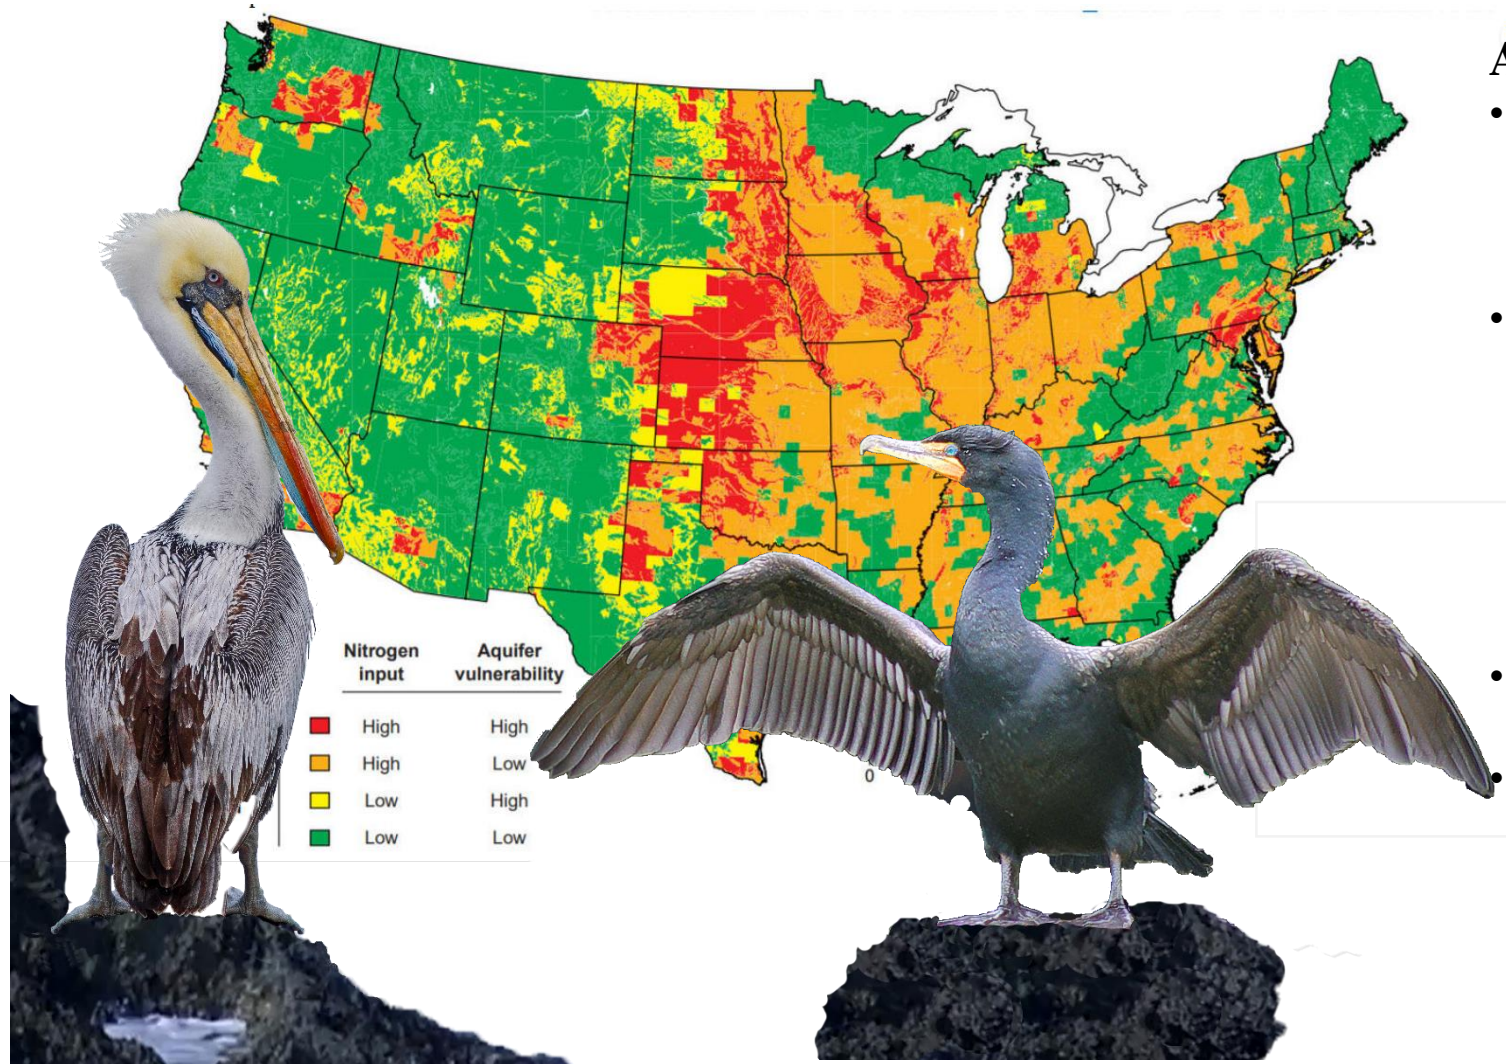 A
Nitrogen Aquifer
input vulnerability
High High
High Low
Low High
Low Low
0